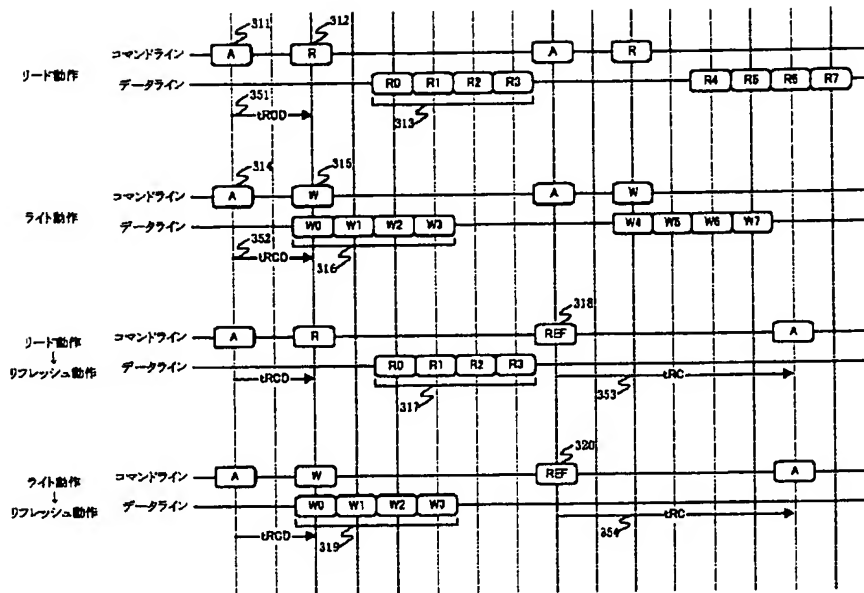 311 312
コマンドライン A R A R
リード動作
データライン R0 R1 R2 R3 R4 R5 R6 R7
351 tRCD 313
314 315
コマンドライン A W A W
ライト動作
データライン W0 W1 W2 W3 W4 W5 W6 W7
352 tRCD 316
318
コマンドライン A R REF A
リード動作
↓
リフレッシュ動作
データライン R0 R1 R2 R3
tRCD 317 353 tRC
320
コマンドライン A W REF A
ライト動作
↓
リフレッシュ動作
データライン W0 W1 W2 W3
tRCD 319 354 tRC